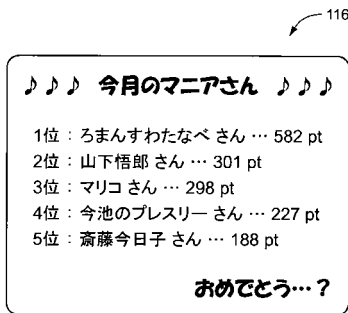 116
♪♪♪ 今月のマニアさん ♪♪♪
1位：ろまんすわたなべ さん … 582 pt
2位：山下悟郎 さん … 301 pt
3位：マリコ さん … 298 pt
4位：今池のプレスリー さん … 227 pt
5位：斎藤今日子 さん … 188 pt
おめでとう…？